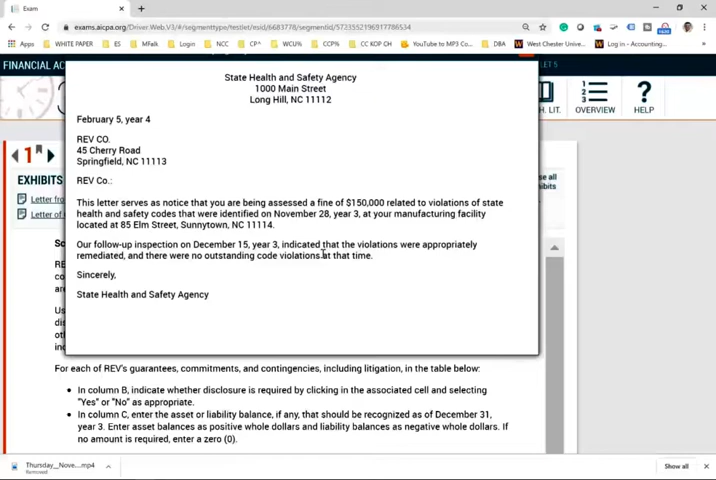 Exam
exams.aicpa.org/Driver.Web.V3/#/segmenttype/testlet/esid/6683778/segmentid/5723552196917786534
Apps WHITE PAPER ES MFalk Login NCC CP^ WCU% CCP% CC KOP CH YouTube to MP3 Co... DBA West Chester Unive... Log in - Accounting...
FINANCIAL AC
LET 5
H. LIT. OVERVIEW HELP
1
EXHIBITS
Letter fro
Letter of
State Health and Safety Agency
1000 Main Street
Long Hill, NC 11112
February 5, year 4
REV CO.
45 Cherry Road
Springfield, NC 11113
REV Co.:
This letter serves as notice that you are being assessed a fine of $150,000 related to violations of state
health and safety codes that were identified on November 28, year 3, at your manufacturing facility
located at 85 Elm Street, Sunnytown, NC 11114.
Our follow-up inspection on December 15, year 3, indicated that the violations were appropriately
remediated, and there were no outstanding code violations at that time.
Sincerely,
State Health and Safety Agency
For each of REV's guarantees, commitments, and contingencies, including litigation, in the table below:
• In column B, indicate whether disclosure is required by clicking in the associated cell and selecting
"Yes" or "No" as appropriate.
• In column C, enter the asset or liability balance, if any, that should be recognized as of December 31,
year 3. Enter asset balances as positive whole dollars and liability balances as negative whole dollars. If
no amount is required, enter a zero (0).
Thursday__Nove....mp4
Removed
Show all